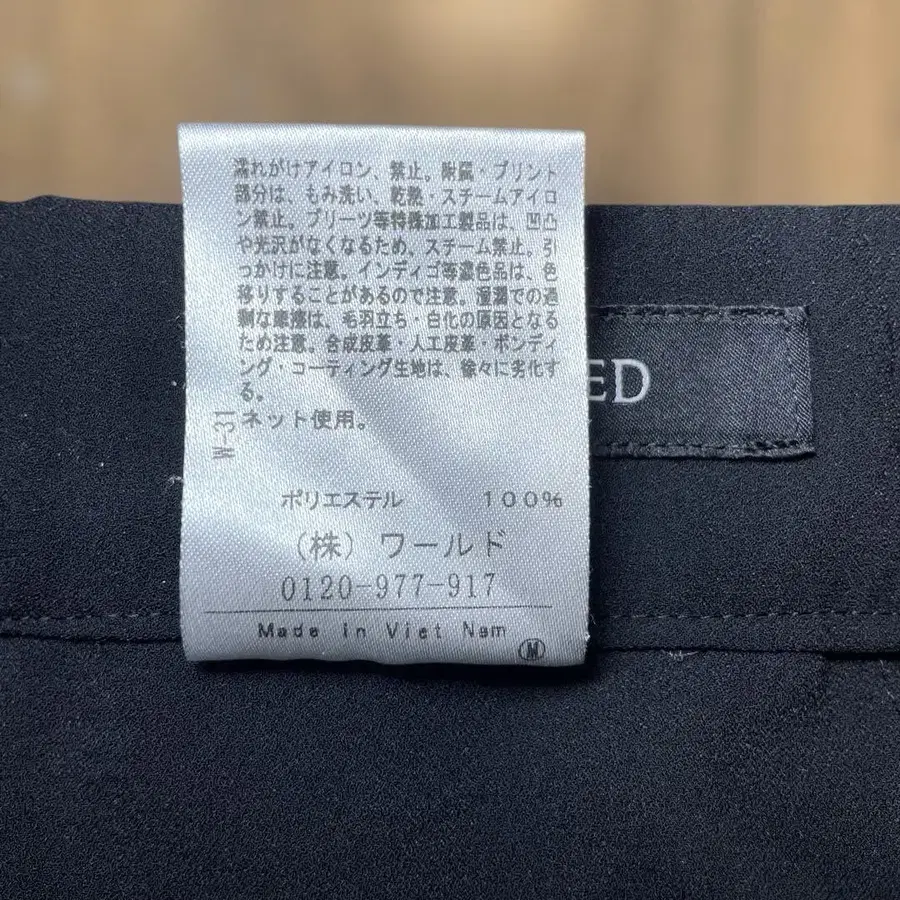 濡れがけアイロン、禁止。附属・プリント
部分は、もみ洗い、乾熱・スチームアイロ
ン禁止。プリーツ等特殊加工製品は、凹凸
や光沢がなくなるため、スチーム禁止。引
っかけに注意。インディゴ等濃色品は、色
移りすることがあるので注意。湿潤での過
剰な摩擦は、毛羽立ち・白化の原因となる
ため注意。合成皮革・人工皮革・ボンディ
ング・コーティング生地は、徐々に劣化す
る。
ネット使用。
W-31
ED
ポリエステル 100%
(株)ワールド
0120-977-917
Made in Viet Nam
M